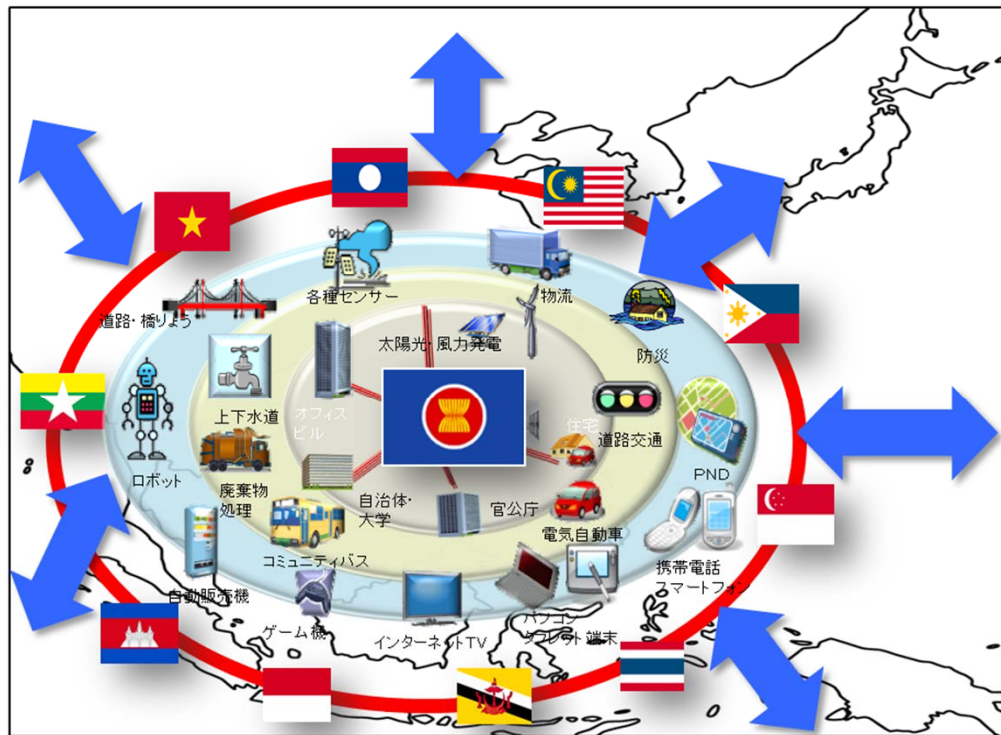 各種センサー
物流
道路・橋りょう
太陽光・風力発電
防災
上下水道
オフィス
ビル
住宅
道路交通
ロボット
廃棄物
処理
自治体・
大学
官公庁
PND
電気自動車
コミュニティバス
携帯電話
スマートフォン
自動販売機
ゲーム機
インターネットTV
パソコン
タブレット端末